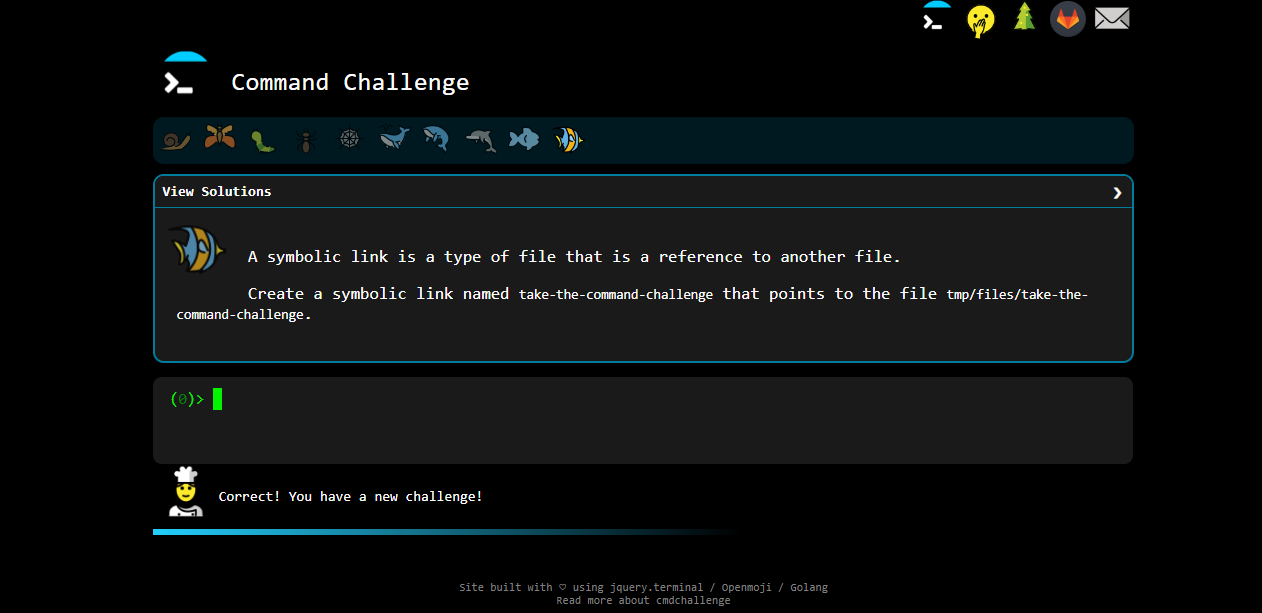 Command Challenge
View Solutions
A symbolic link is a type of file that is a reference to another file.
Create a symbolic link named take-the-command-challenge that points to the file tmp/files/take-the-
command-challenge.
(0)>
Correct! You have a new challenge!
Site built with ♡ using jquery.terminal / Openmoji / Golang
Read more about cmdchallenge